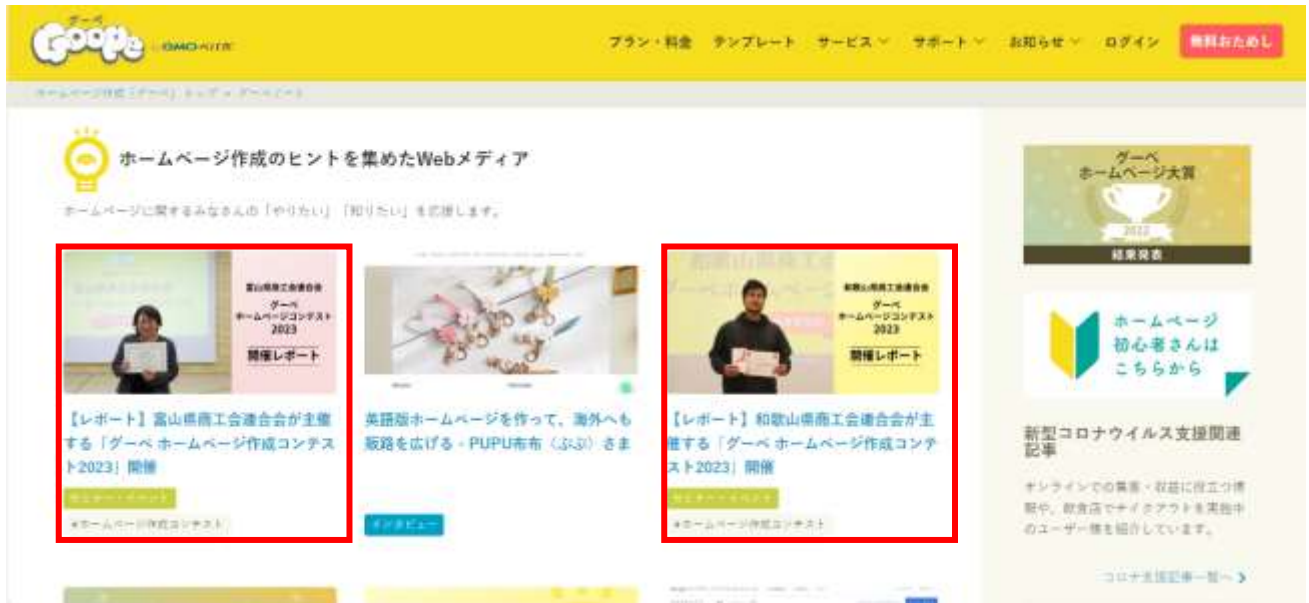 グーペ
GOOPE
by GMOペパボ
プラン・料金 テンプレート サービス サポート お知らせ ログイン 無料おためし
ホームページ作成「グーペ」トップ > グーペノート
ホームページ作成のヒントを集めたWebメディア
ホームページに関するみなさんの「やりたい」「知りたい」を応援します。
富山県商工会連合会
グーペ
ホームページコンテスト
2023
開催レポート
【レポート】富山県商工会連合会が主催
する「グーペ ホームページ作成コンテス
ト2023」開催
セミナー・イベント
#ホームページ作成コンテスト
英語版ホームページを作って、海外へも
販路を広げる - PUPU布布（ぷぷ）さま
インタビュー
和歌山県商工会連合会
グーペ
ホームページコンテスト
2023
開催レポート
【レポート】和歌山県商工会連合会が主
催する「グーペ ホームページ作成コンテ
スト2023」開催
セミナー・イベント
#ホームページ作成コンテスト
グーペ
ホームページ大賞
2022
結果発表
ホームページ
初心者さんは
こちらから
新型コロナウイルス支援関連
記事
オンラインでの集客・収益に役立つ情
報や、飲食店でテイクアウトを実施中
のユーザー様を紹介しています。
コロナ支援記事一覧へ